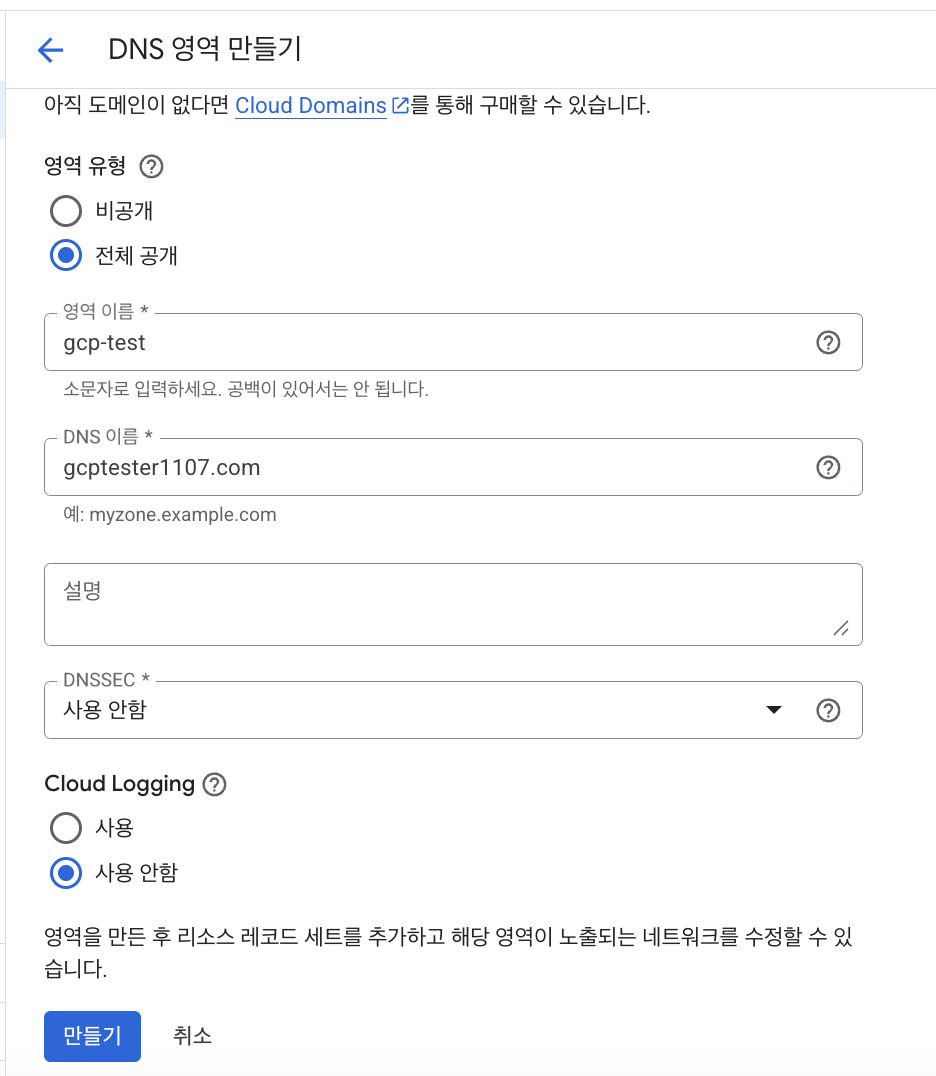 DNS 영역 만들기
아직 도메인이 없다면 Cloud Domains를 통해 구매할 수 있습니다.
영역 유형
비공개
전체 공개
영역 이름 *
gcp-test
소문자로 입력하세요. 공백이 있어서는 안 됩니다.
DNS 이름 *
gcptester1107.com
예: myzone.example.com
설명
DNSSEC *
사용 안함
Cloud Logging
사용
사용 안함
영역을 만든 후 리소스 레코드 세트를 추가하고 해당 영역이 노출되는 네트워크를 수정할 수 있
습니다.
만들기 취소